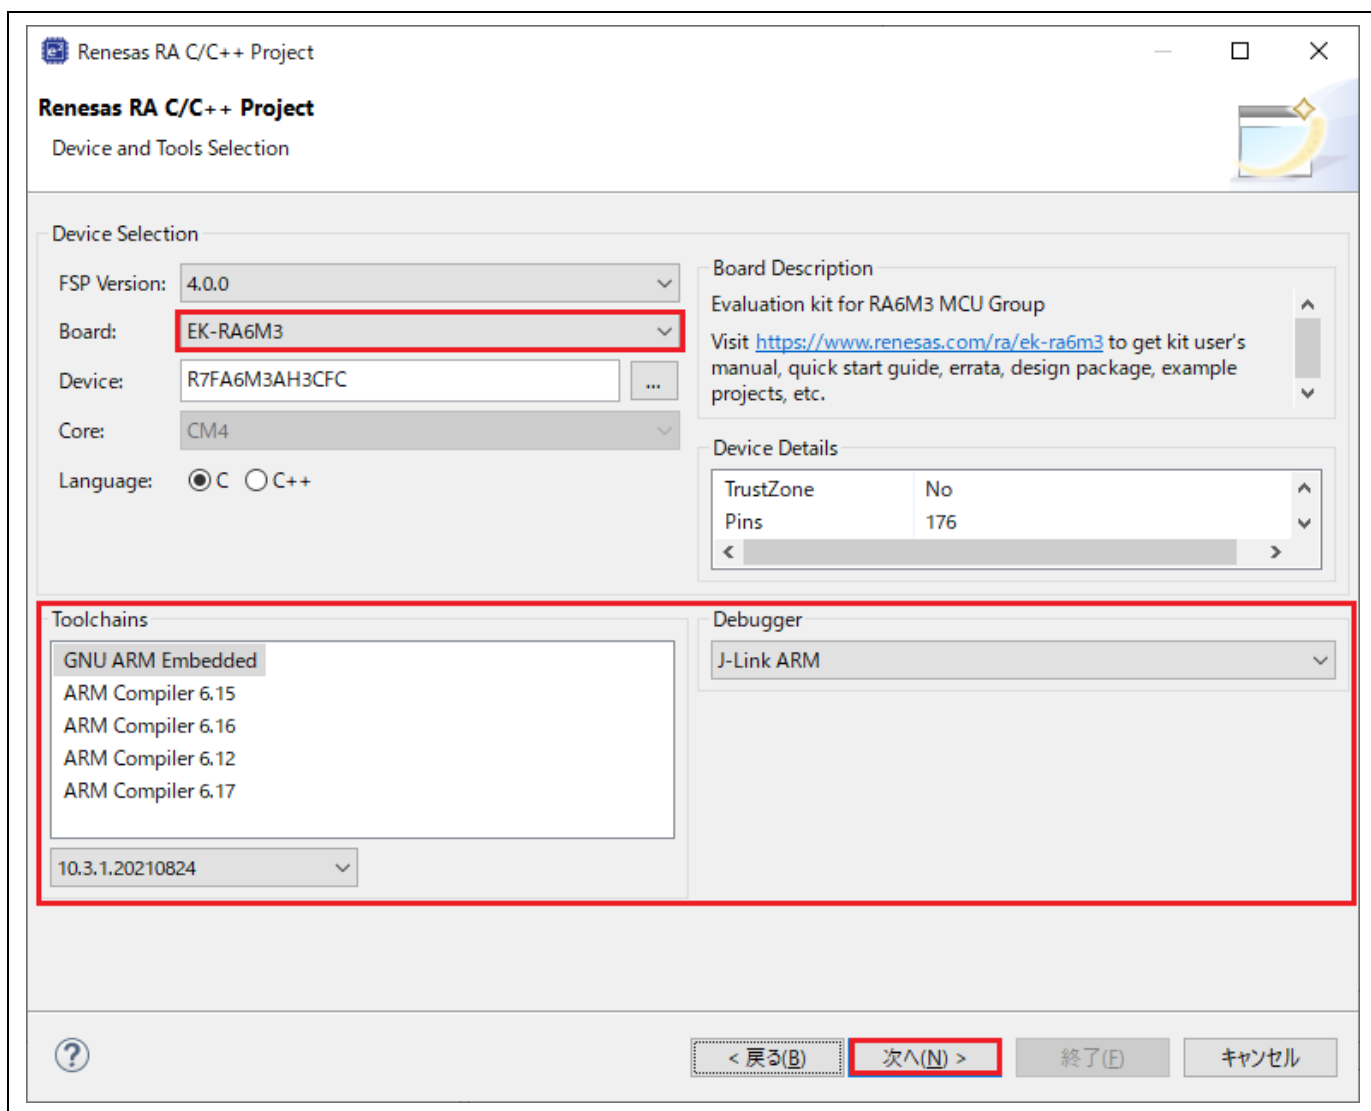 Renesas RA C/C++ Project
Renesas RA C/C++ Project
Device and Tools Selection
Device Selection
FSP Version: 4.0.0
Board: EK-RA6M3
Device: R7FA6M3AH3CFC ...
Core: CM4
Language: C C++
Board Description
Evaluation kit for RA6M3 MCU Group
Visit https://www.renesas.com/ra/ek-ra6m3 to get kit user's
manual, quick start guide, errata, design package, example
projects, etc.
Device Details
TrustZone No
Pins 176
Toolchains
GNU ARM Embedded
ARM Compiler 6.15
ARM Compiler 6.16
ARM Compiler 6.12
ARM Compiler 6.17
10.3.1.20210824
Debugger
J-Link ARM
< 戻る(B) 次へ(N) > 終了(F) キャンセル